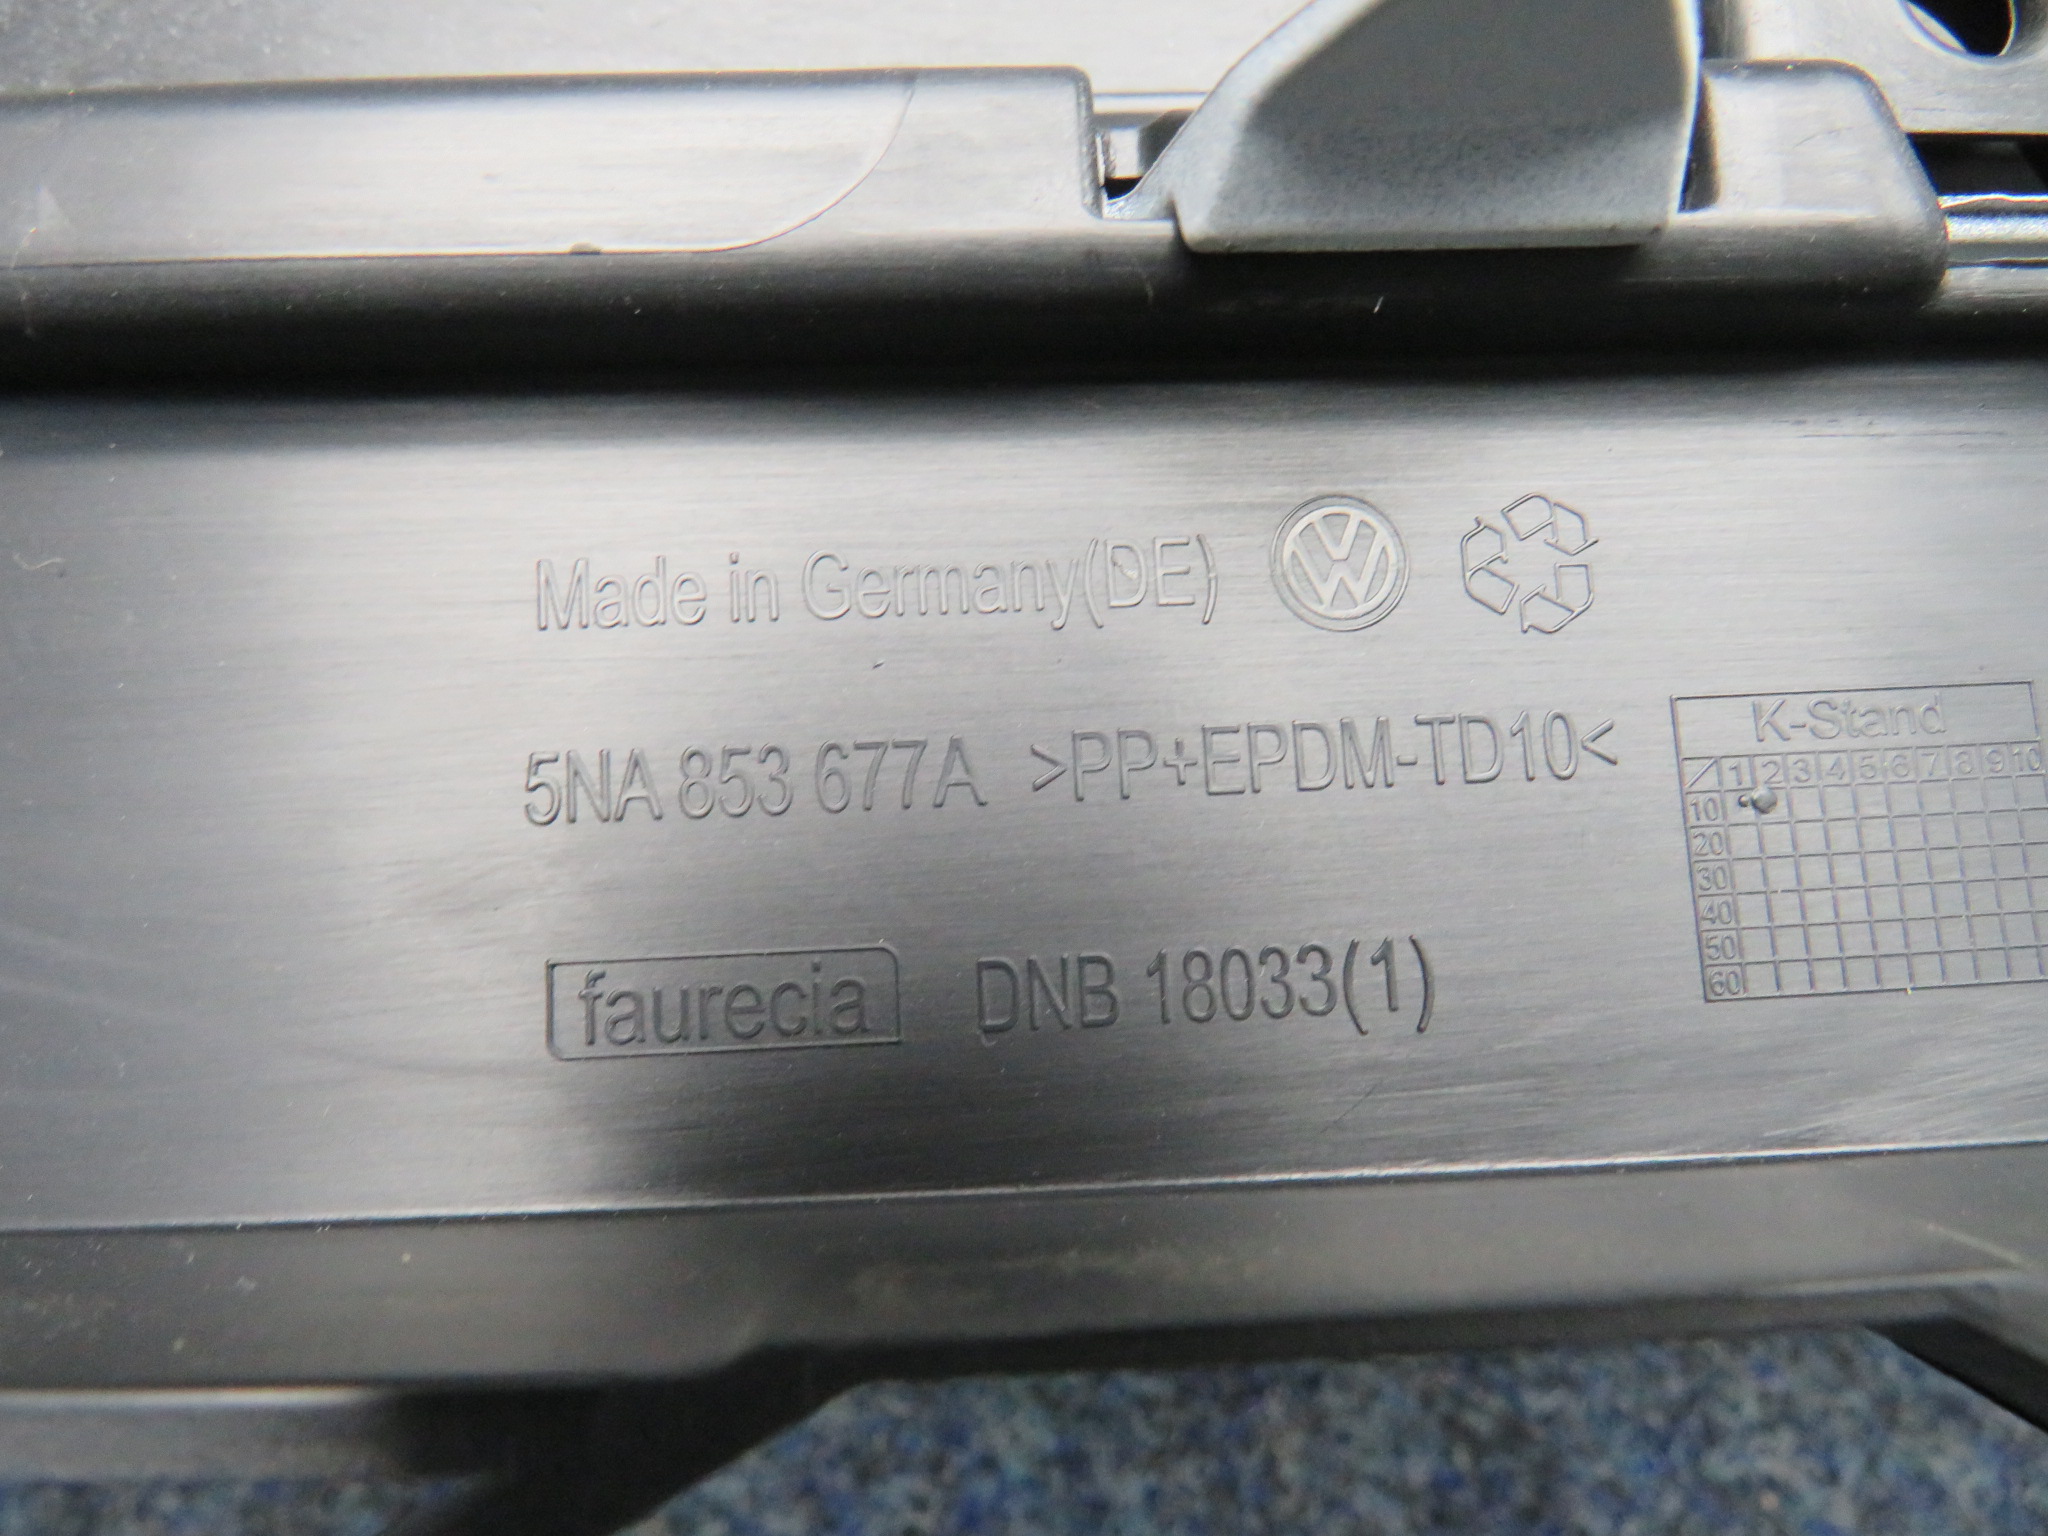 Made in Germany(DE)
5NA 853 677A >PP+EPDM-TD10<
K-Stand
1 2 3 4 5 6 7 8 9 10
10
20
30
40
50
60
faurecia DNB 18033(1)